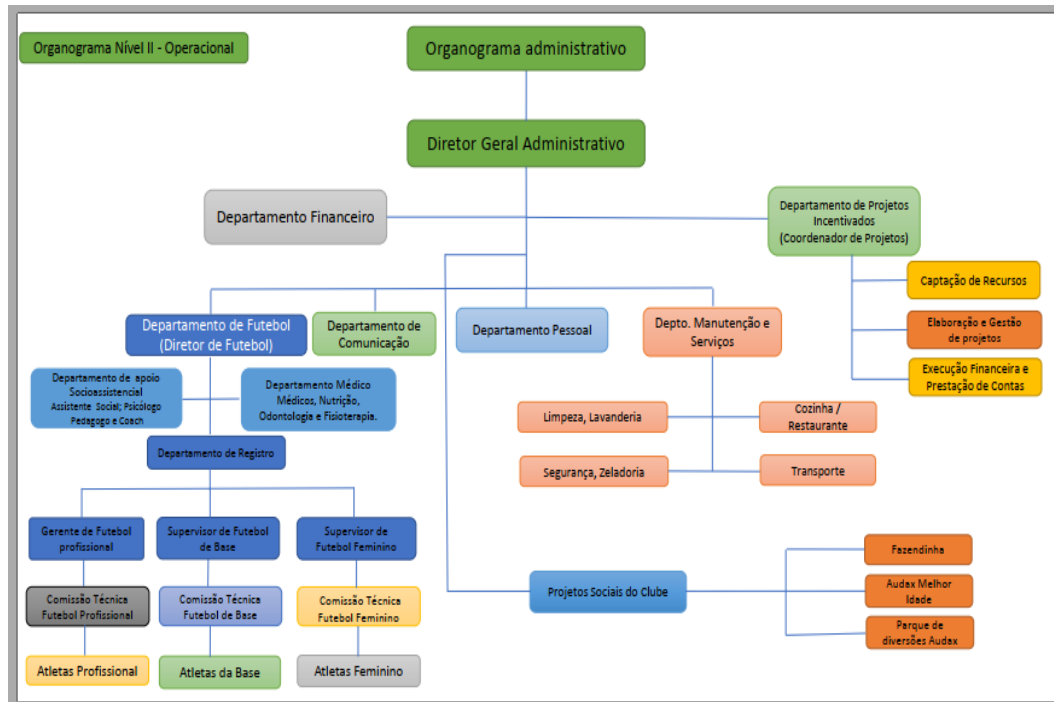 Organograma Nível II - Operacional
Organograma administrativo
Diretor Geral Administrativo
Departamento Financeiro
Departamento de Projetos
Incentivados
(Coordenador de Projetos)
Captação de Recursos
Elaboração e Gestão
de projetos
Execução Financeira e
Prestação de Contas
Departamento de Futebol
(Diretor de Futebol)
Departamento de
Comunicação
Departamento Pessoal
Depto. Manutenção e
Serviços
Departamento de apoio
Socioassistencial
Assistente Social; Psicólogo
Pedagogo e Coach
Departamento Médico
Médicos, Nutrição,
Odontologia e Fisioterapia.
Limpeza, Lavanderia
Cozinha /
Restaurante
Segurança, Zeladoria
Transporte
Departamento de Registro
Gerente de Futebol
profissional
Supervisor de Futebol
de Base
Supervisor de
Futebol Feminino
Comissão Técnica
Futebol Profissional
Comissão Técnica
Futebol de Base
Comissão Técnica
Futebol Feminino
Atletas Profissional
Atletas da Base
Atletas Feminino
Projetos Sociais do Clube
Fazendinha
Audax Melhor
Idade
Parque de
diversões Audax